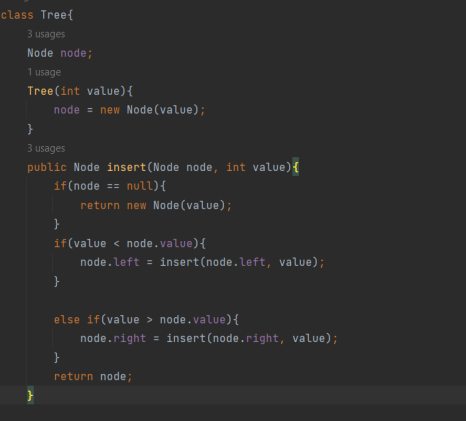 class Tree{
3 usages
Node node;
1 usage
Tree(int value){
node = new Node(value);
}
3 usages
public Node insert(Node node, int value){
if(node == null){
return new Node(value);
}
if(value < node.value){
node.left = insert(node.left, value);
}
else if(value > node.value){
node.right = insert(node.right, value);
}
return node;
}